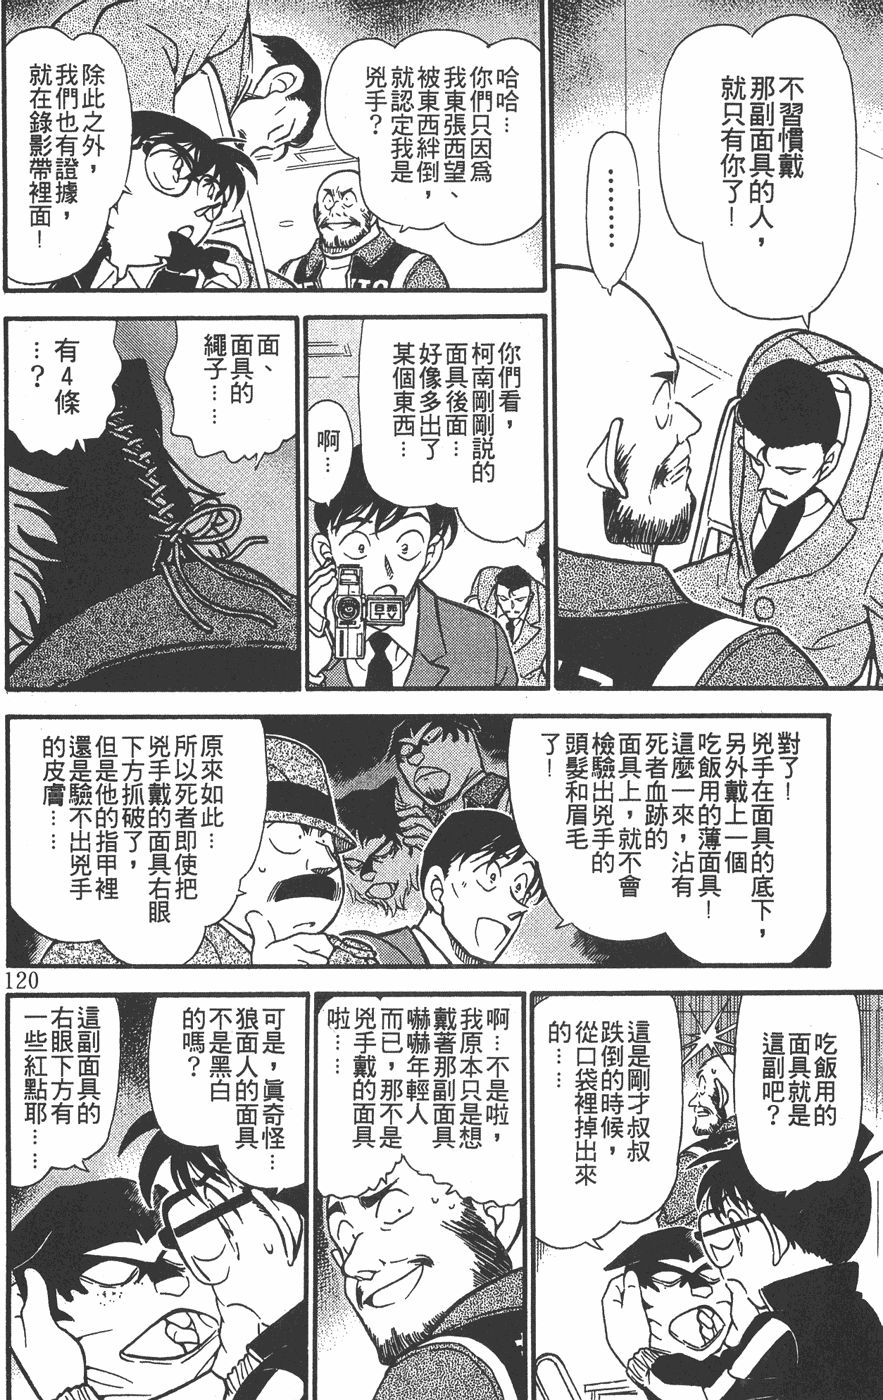 不習慣戴
那副面具的人，
就只有你了！
………
哈哈…
你們只因爲
我東張西望、
被東西絆倒，
就認定我是
兇手？
除此之外，
我們也有證據，
就在錄影帶裡面！
你們看，
柯南剛剛説的
面具後面…
好像多出了
某個東西…
啊…
面、
面具的
繩子……
有4條
…？
對了！
兇手在面具的底下，
另外戴上一個
吃飯用的薄面具！
這麼一來，沾有
死者血跡的
面具上，就不會
檢驗出兇手的
頭髮和眉毛
了！
原來如此…
所以死者即使把
兇手戴的面具右眼
下方抓破了，
但是他的指甲裡
還是驗不出兇手
的皮膚……
120
吃飯用的
面具就是
這副吧？
這是剛才叔叔
跌倒的時候，
從口袋裡掉出來
的……
啊…不是啦，
我原本只是想
戴著那副面具
嚇嚇年輕人
而已，那不是
兇手戴的面具
啦……
可是，眞奇怪…
狼面人的面具
不是黑白
的嗎？
這副面具的
右眼下方有
一些紅點耶……